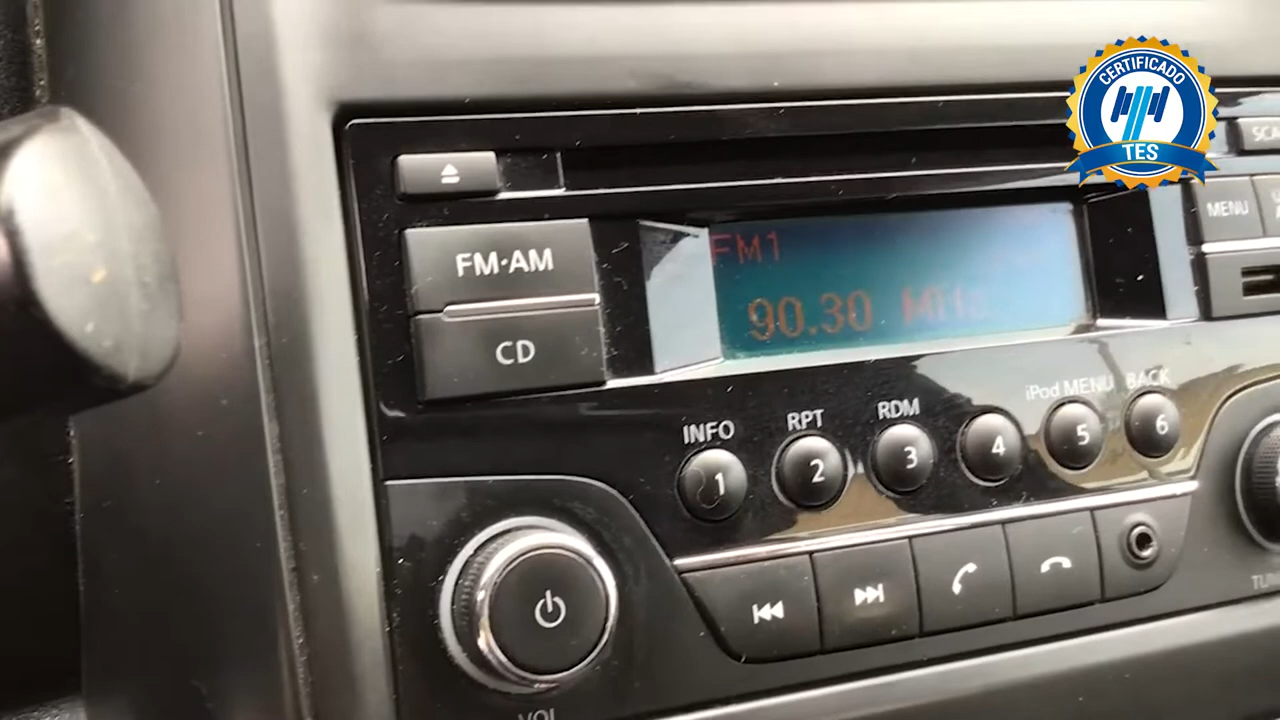 CERTIFICADO
TES
MENU
FM·AM
CD
FM1
90.30 MHz
INFO
RPT
RDM
iPod MENU
BACK
1
2
3
4
5
6
VOL